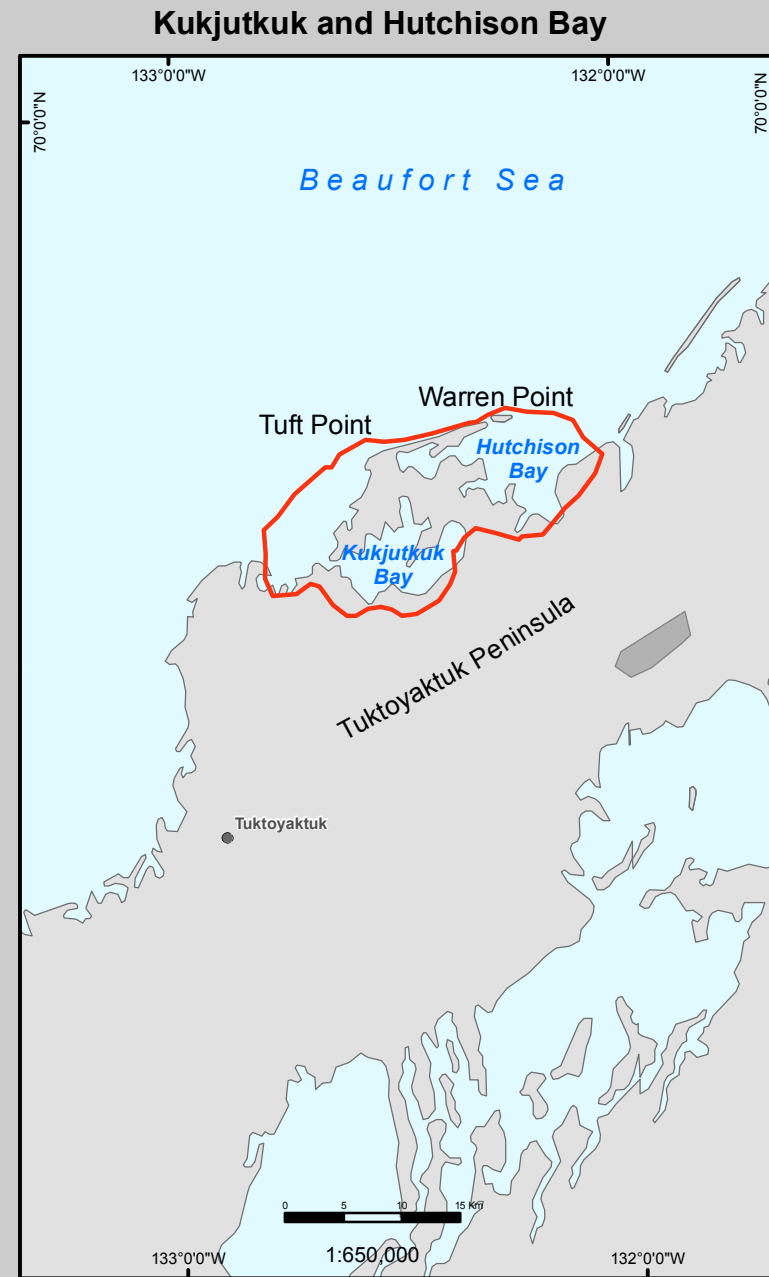 Kukjutkuk and Hutchison Bay
133°0'0"W
132°0'0"W
70°0'0"N
70°0'0"N
Beaufort Sea
Warren Point
Tuft Point
Hutchison
Bay
Kukjutkuk
Bay
Tuktoyaktuk Peninsula
Tuktoyaktuk
0 5 10 15 Km
1:650,000
133°0'0"W
132°0'0"W